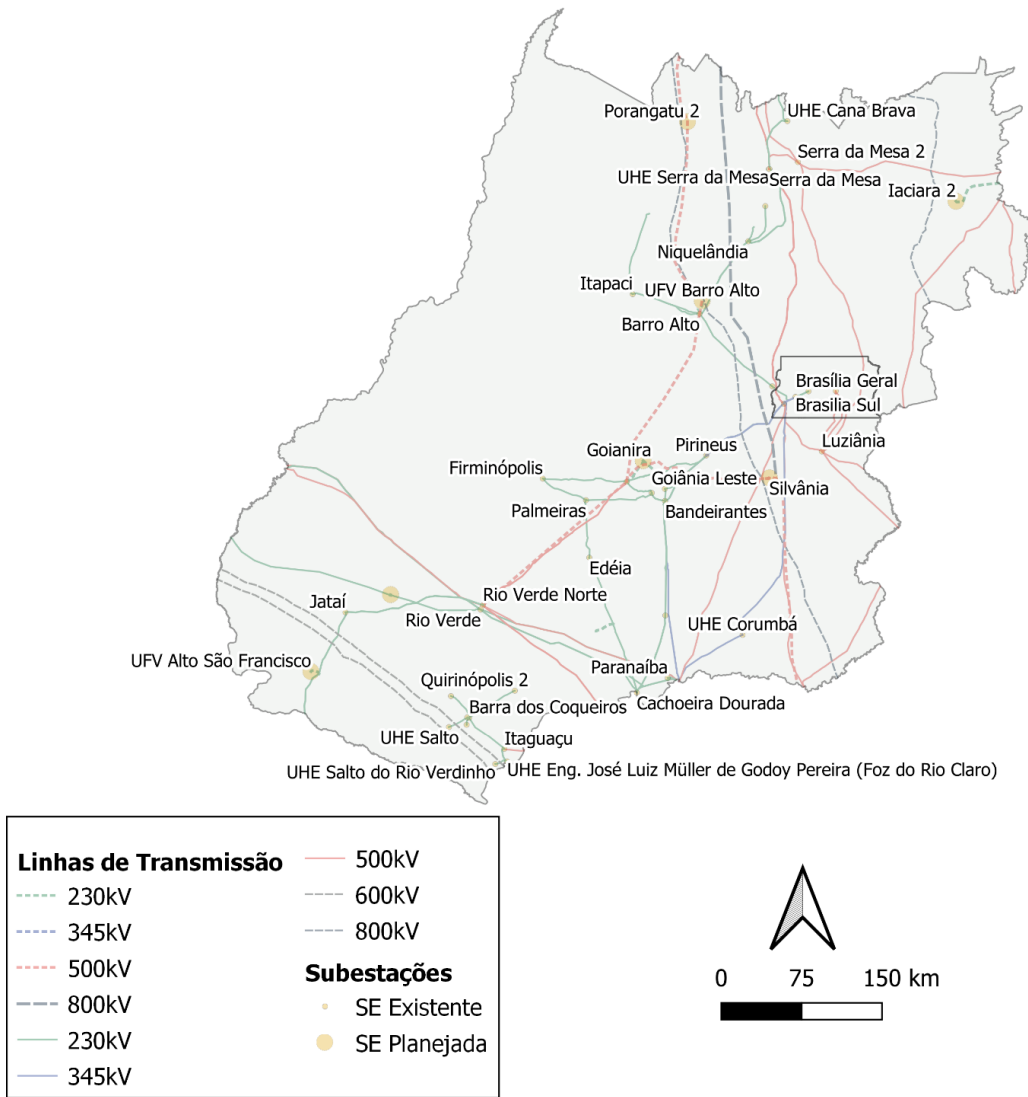 Porangatu 2
UHE Cana Brava
Serra da Mesa 2
UHE Serra da Mesa
Serra da Mesa
Iaciara 2
Niquelândia
Itapaci
UFV Barro Alto
Barro Alto
Brasília Geral
Brasilia Sul
Goianira
Pirineus
Luziânia
Firminópolis
Goiânia Leste
Silvânia
Palmeiras
Bandeirantes
Edéia
Jataí
Rio Verde Norte
Rio Verde
UHE Corumbá
UFV Alto São Francisco
Paranaíba
Quirinópolis 2
Barra dos Coqueiros
Cachoeira Dourada
UHE Salto
Itaguaçu
UHE Salto do Rio Verdinho
UHE Eng. José Luiz Müller de Godoy Pereira (Foz do Rio Claro)
Linhas de Transmissão
230kV
345kV
500kV
800kV
230kV
345kV
500kV
600kV
800kV
Subestações
SE Existente
SE Planejada
0 75 150 km